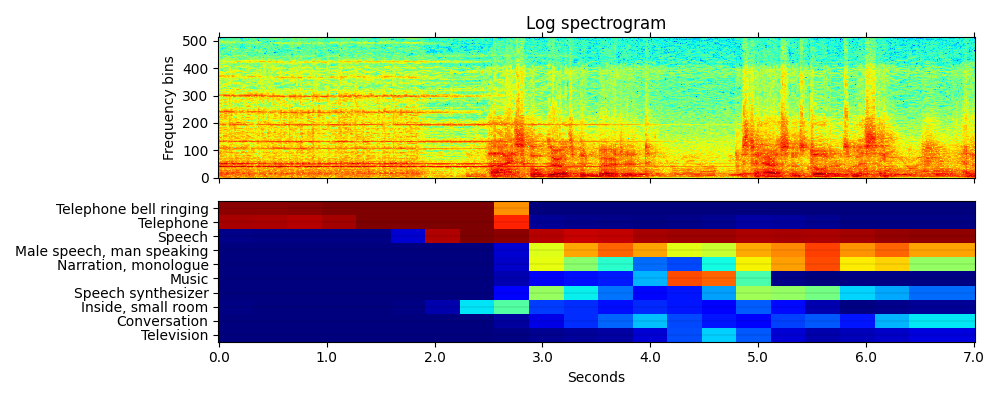 Log spectrogram
Frequency bins
500
400
300
200
100
0
Telephone bell ringing
Telephone
Speech
Male speech, man speaking
Narration, monologue
Music
Speech synthesizer
Inside, small room
Conversation
Television
0.0 1.0 2.0 3.0 4.0 5.0 6.0 7.0
Seconds